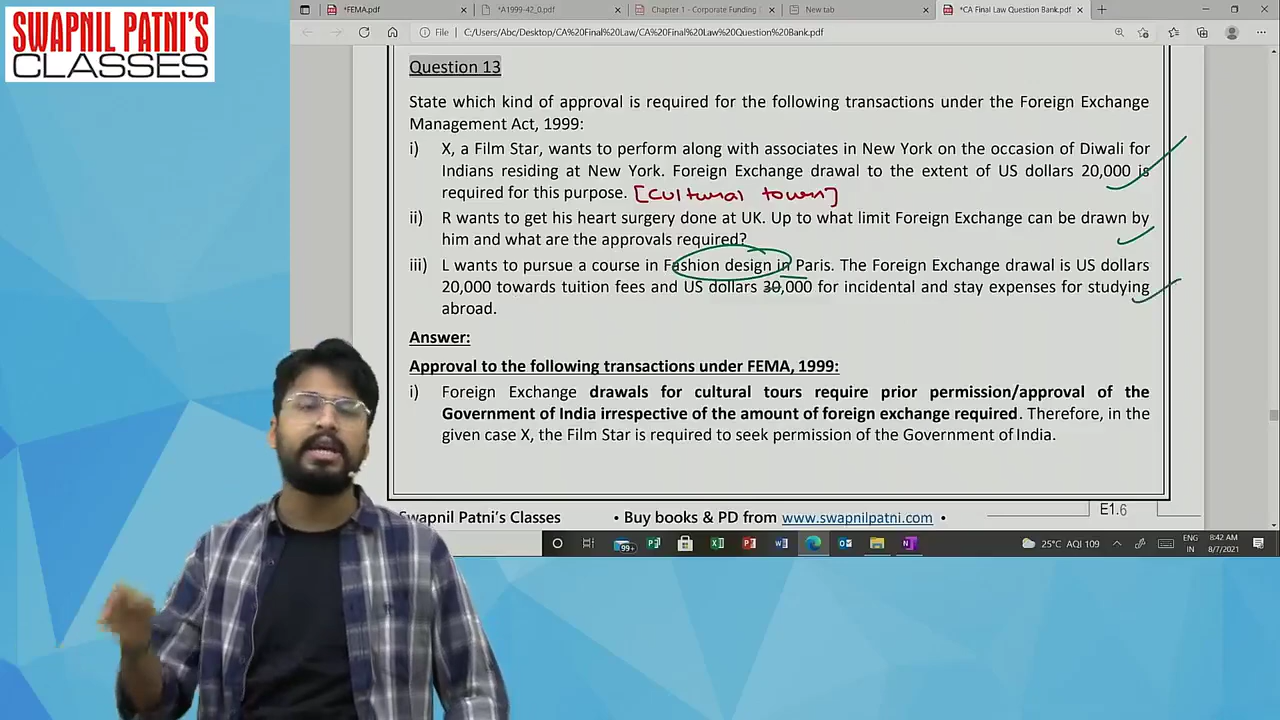 SWAPNIL PATNI'S
CLASSES
*FEMA.pdf
*A1999-42_0.pdf
Chapter 1 - Corporate Funding
New tab
*CA Final Law Question Bank.pdf
File | C:/Users/Abc/Desktop/CA%20Final%20Law/CA%20Final%20Law%20Question%20Bank.pdf
Question 13
State which kind of approval is required for the following transactions under the Foreign Exchange
Management Act, 1999:
i) X, a Film Star, wants to perform along with associates in New York on the occasion of Diwali for
Indians residing at New York. Foreign Exchange drawal to the extent of US dollars 20,000 is
required for this purpose. [Cultural tours]
ii) R wants to get his heart surgery done at UK. Up to what limit Foreign Exchange can be drawn by
him and what are the approvals required?
iii) L wants to pursue a course in Fashion design in Paris. The Foreign Exchange drawal is US dollars
20,000 towards tuition fees and US dollars 30,000 for incidental and stay expenses for studying
abroad.
Answer:
Approval to the following transactions under FEMA, 1999:
i) Foreign Exchange drawals for cultural tours require prior permission/approval of the
Government of India irrespective of the amount of foreign exchange required. Therefore, in the
given case X, the Film Star is required to seek permission of the Government of India.
Swapnil Patni's Classes • Buy books & PD from www.swapnilpatni.com • E1.6
99+
25°C AQI 109
ENG
IN
8:42 AM
8/7/2021